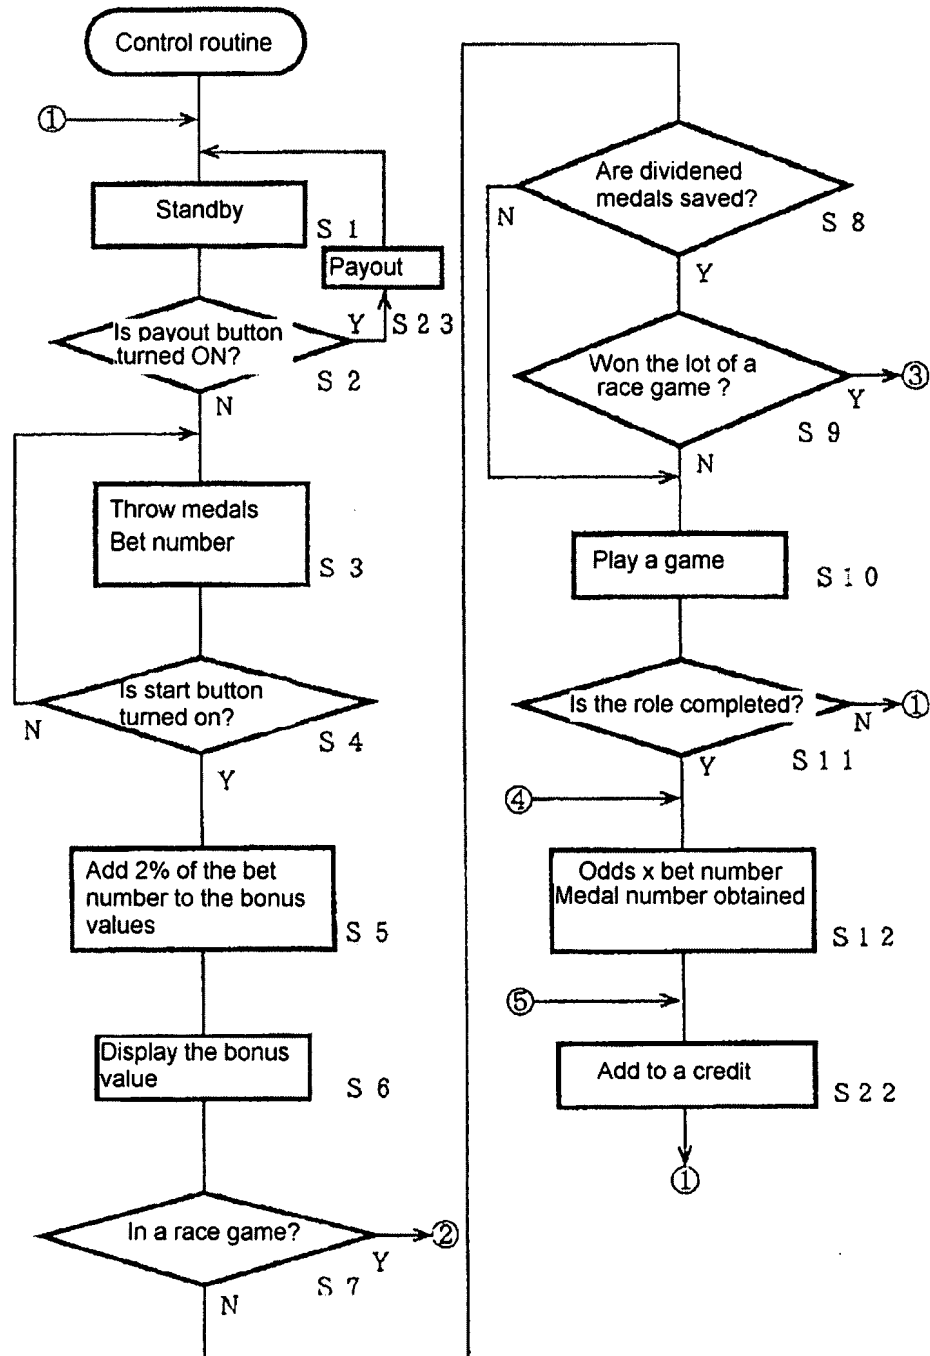 Control routine
①
Standby
S 1
Payout
S 2 3
Is payout button
turned ON?
Y
S 2
N
Throw medals
Bet number
S 3
Is start button
turned on?
N
S 4
Y
Add 2% of the bet
number to the bonus
values
S 5
Display the bonus
value
S 6
In a race game?
②
Y
S 7
N
Are dividened
medals saved?
N
S 8
Y
Won the lot of a
race game ?
③
Y
S 9
N
Play a game
S 1 0
Is the role completed?
N
①
S 1 1
Y
④
Odds x bet number
Medal number obtained
S 1 2
⑤
Add to a credit
S 2 2
①